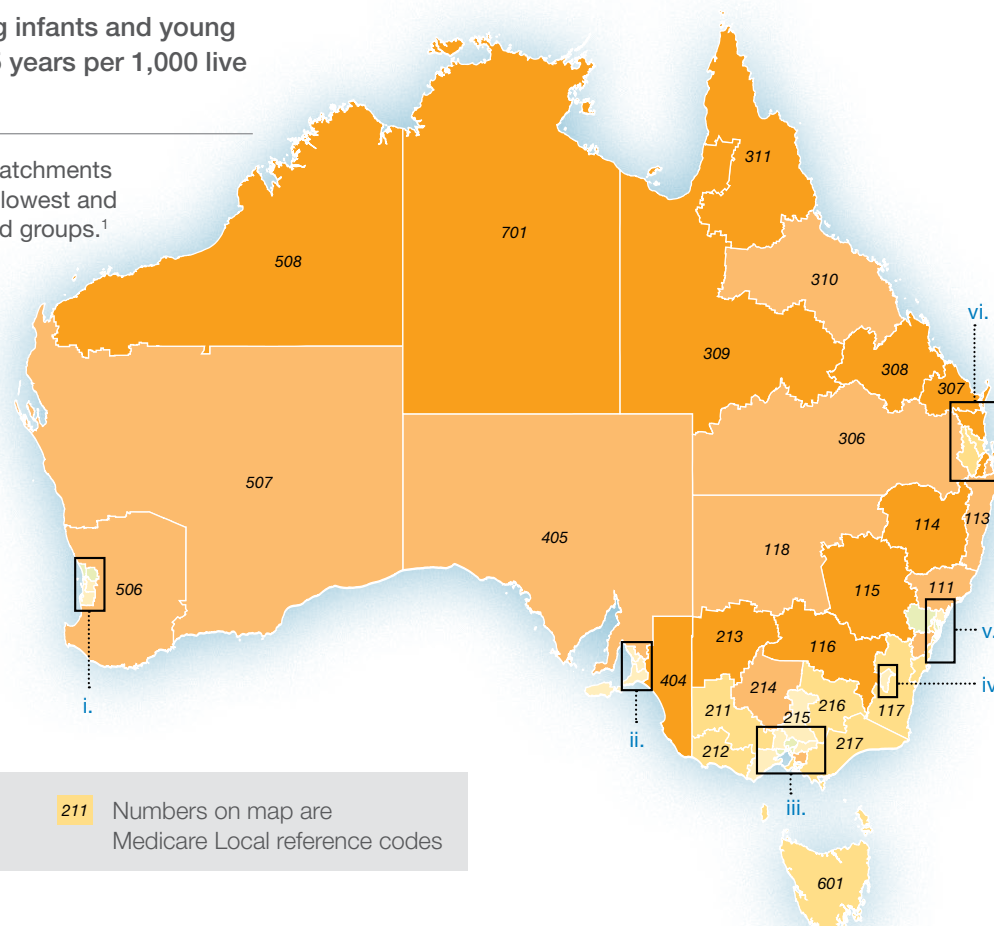 g infants and young
5 years per 1,000 live
atchments
lowest and
d groups.¹
311
701
508
310
vi.
309
308
307
306
507
113
114
405
118
506
115
111
v.
213
116
404
214
iv
i.
211
216
117
215
ii.
212
217
iii.
211 Numbers on map are
Medicare Local reference codes
601